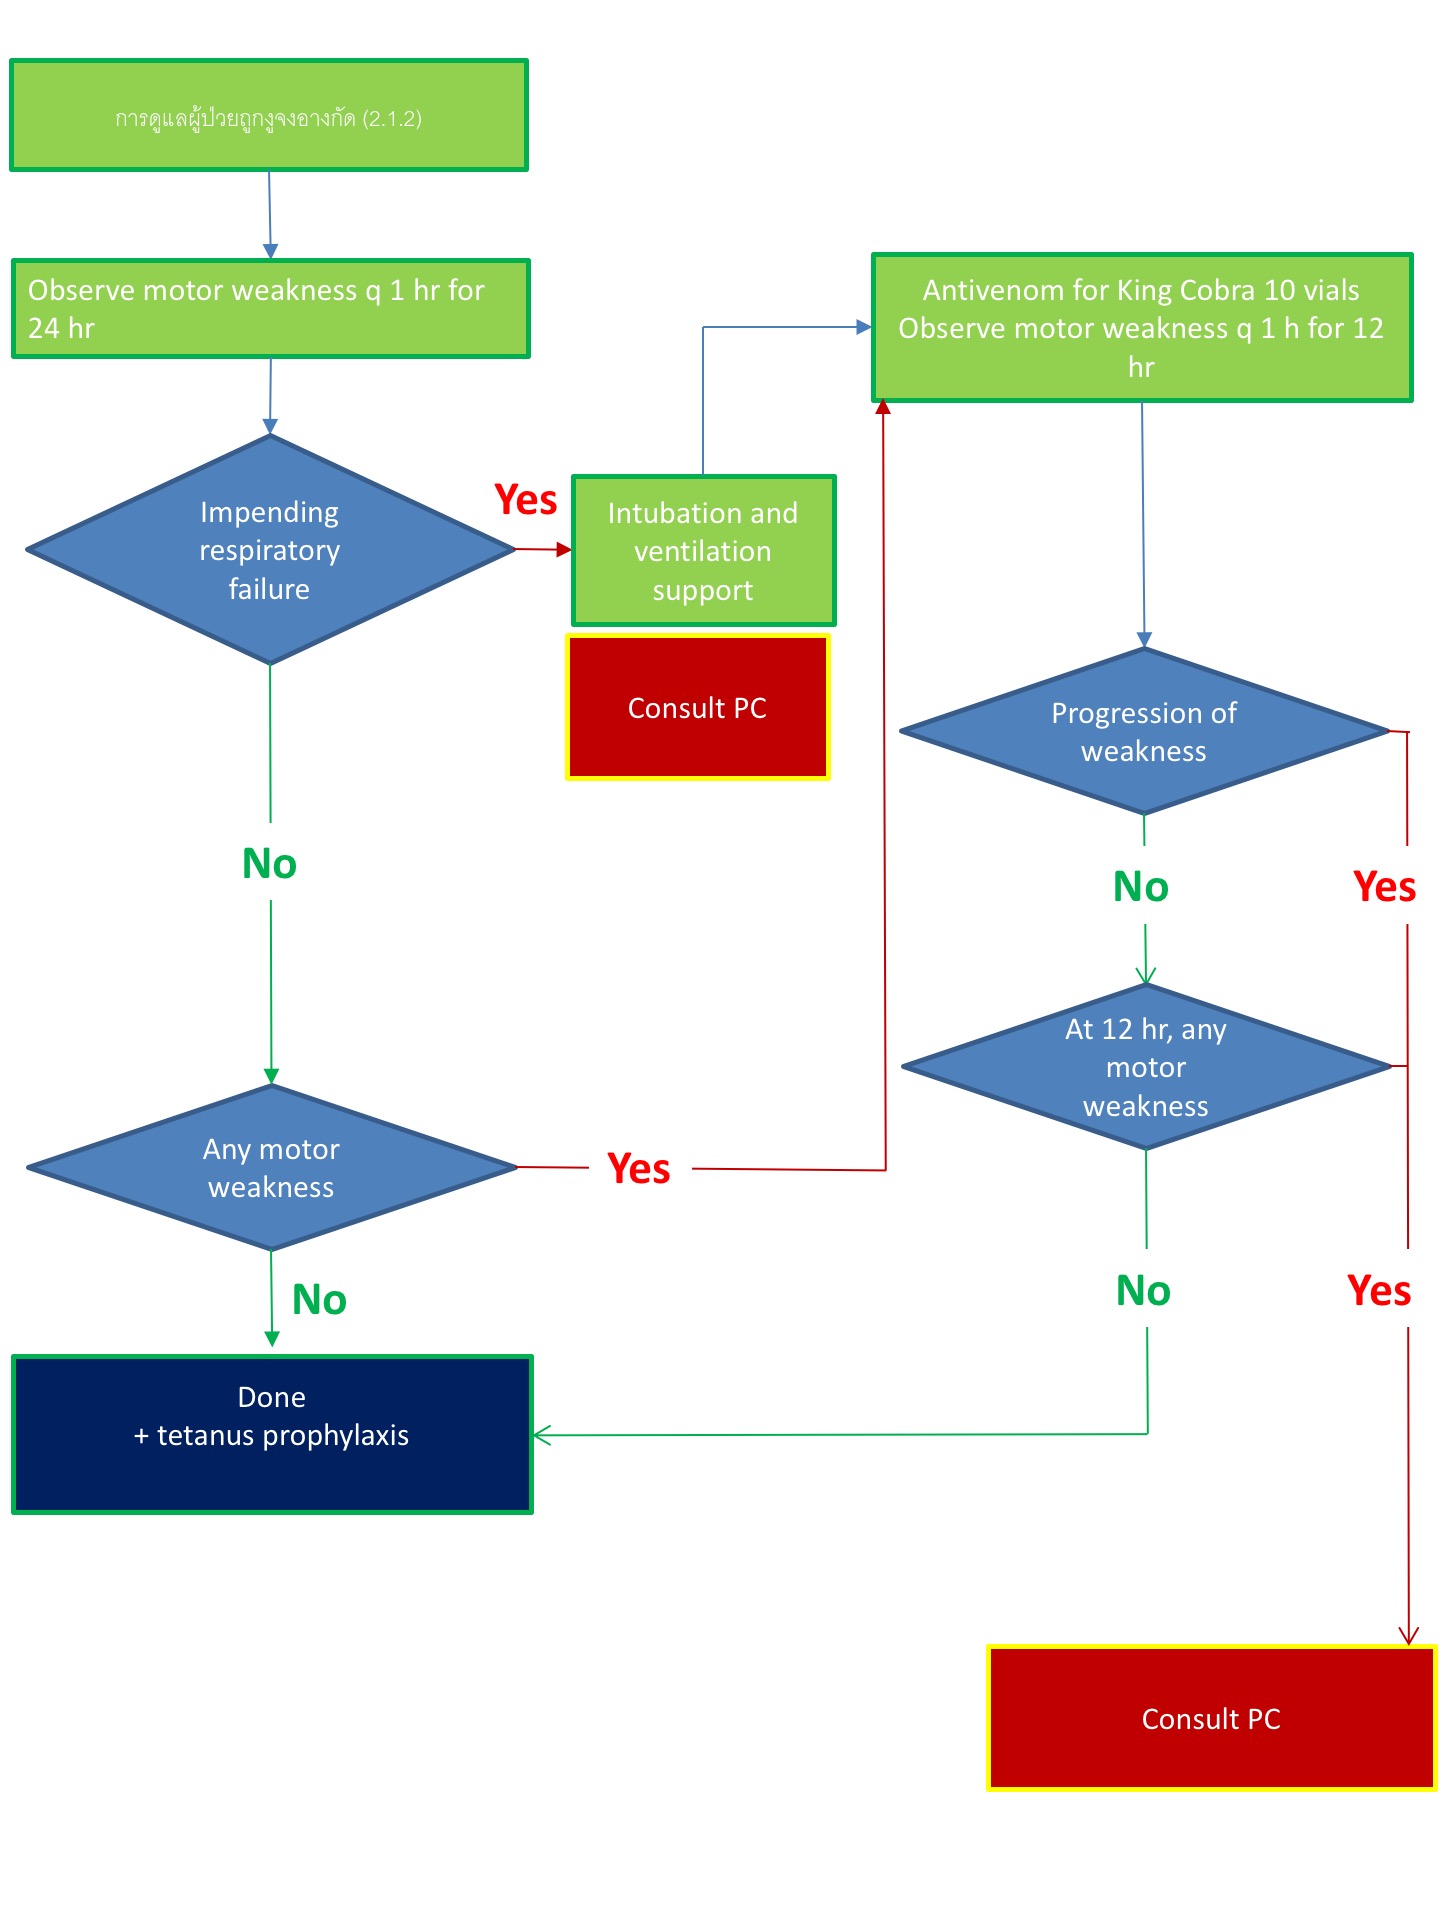 การดูแลผู้ป่วยถูกงูจงอางกัด (2.1.2)
Observe motor weakness q 1 hr for
24 hr
Antivenom for King Cobra 10 vials
Observe motor weakness q 1 h for 12
hr
Impending
respiratory
failure
Yes
Intubation and
ventilation
support
Consult PC
Progression of
weakness
No
No
Yes
At 12 hr, any
motor
weakness
Any motor
weakness
Yes
No
No
Yes
Done
+ tetanus prophylaxis
Consult PC